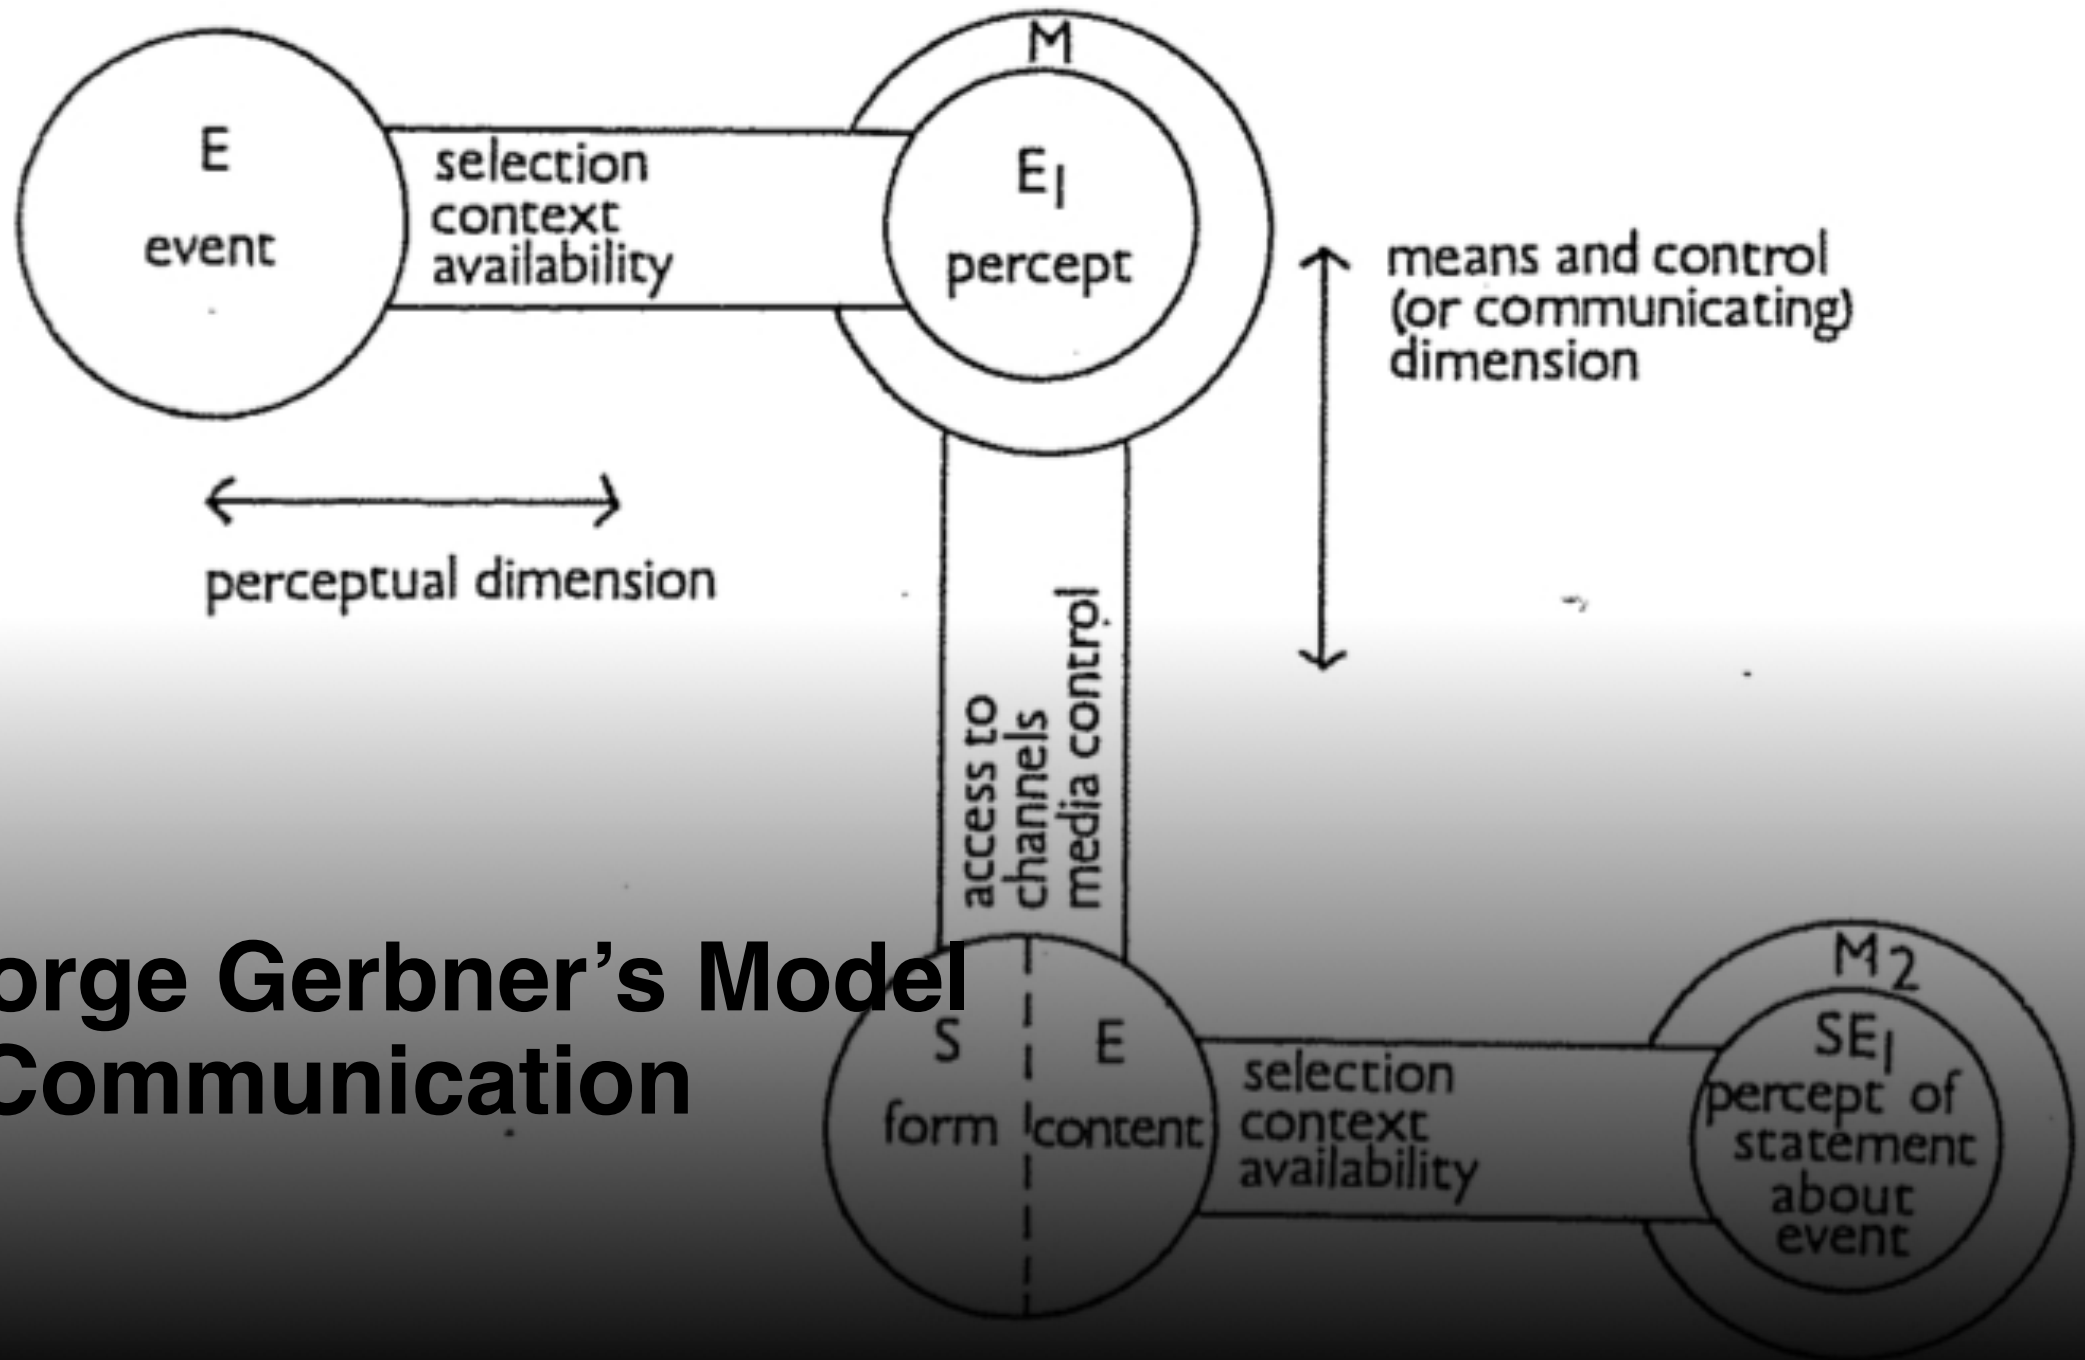 E
event
selection
context
availability
M
E1
percept
means and control
(or communicating)
dimension
perceptual dimension
access to
channels
media control
orge Gerbner’s Model
Communication
S
form
E
content
selection
context
availability
M2
SE1
percept of
statement
about
event